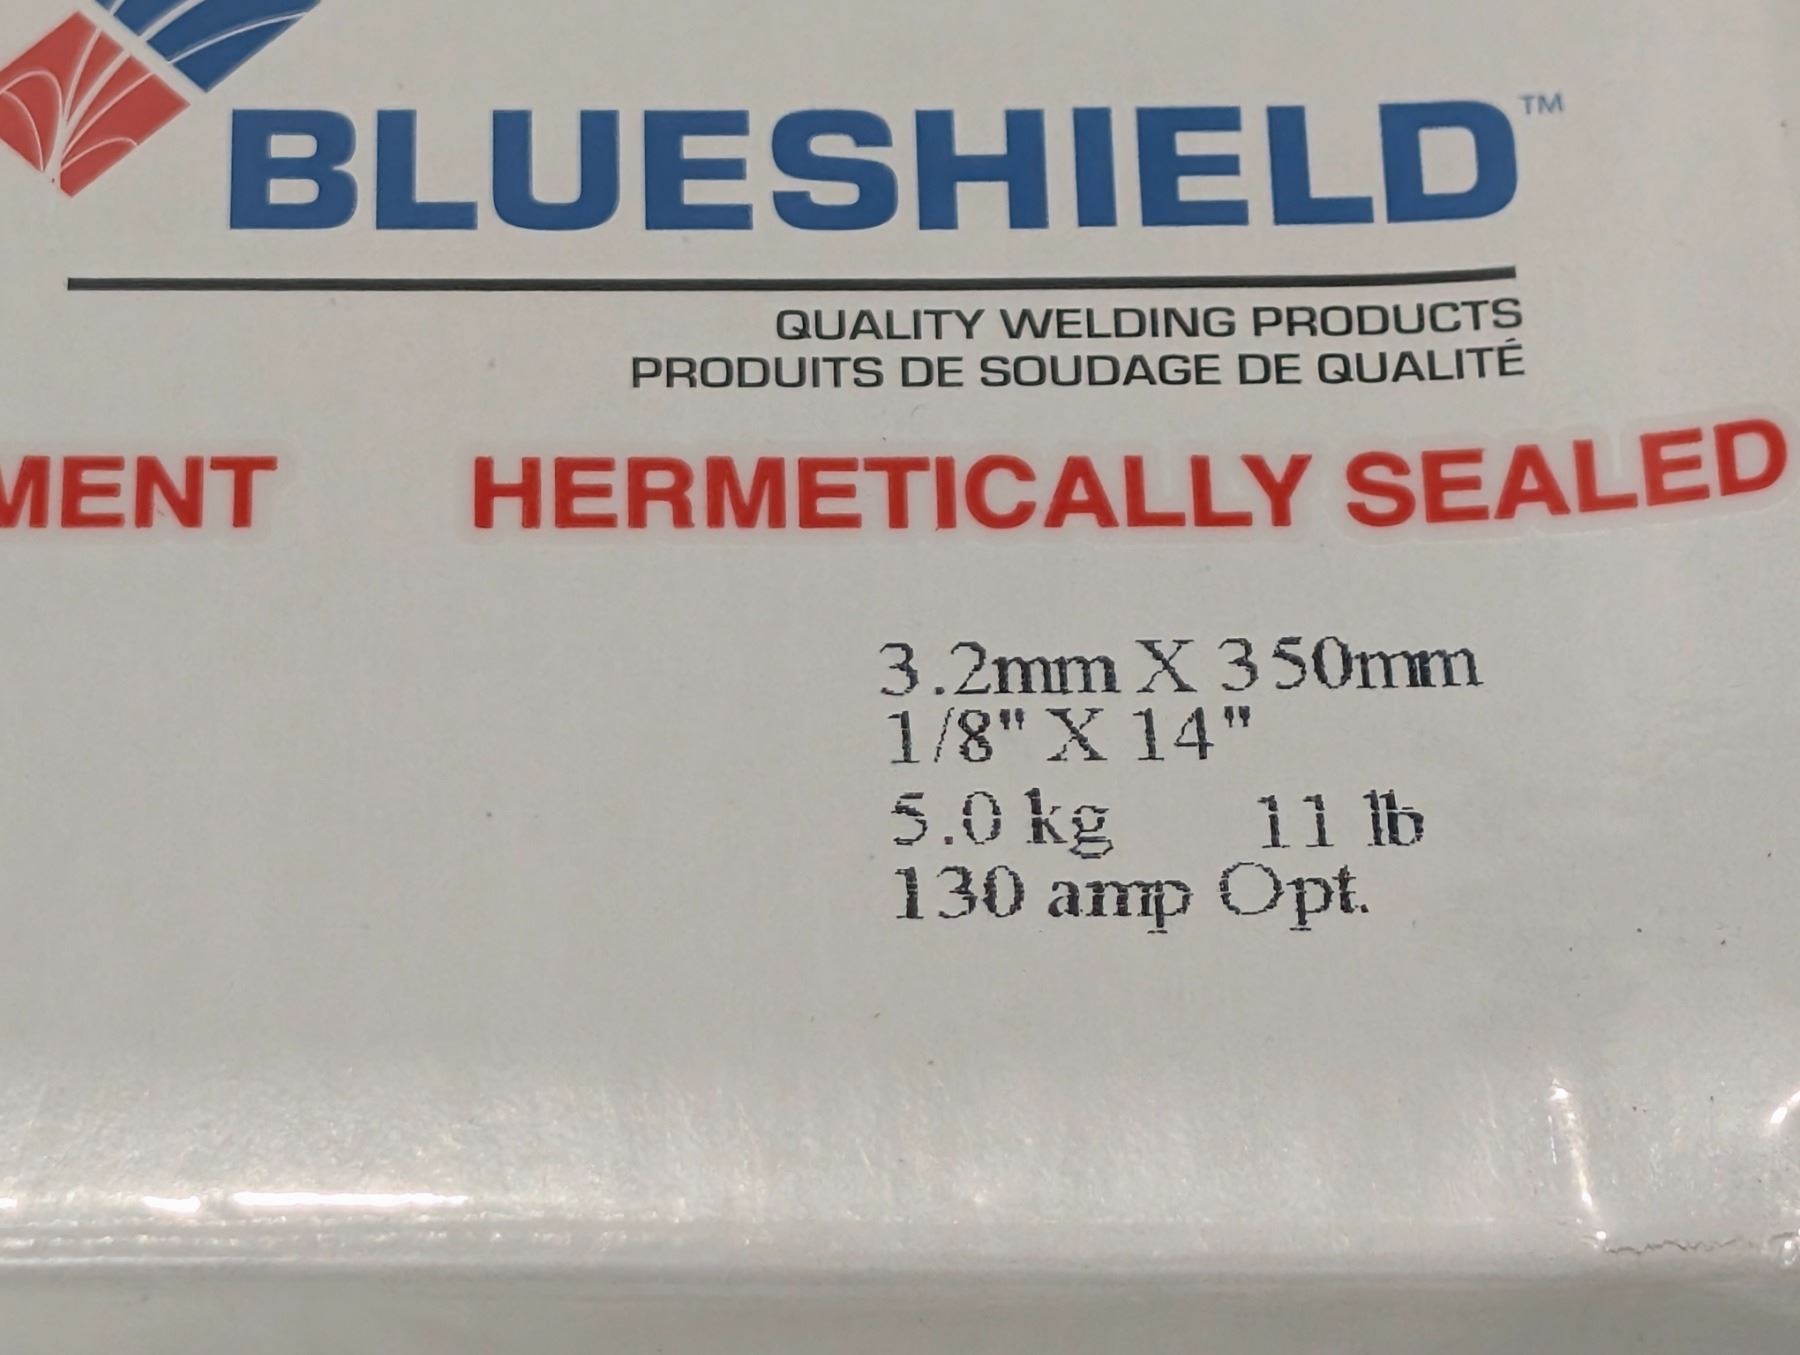 BLUESHIELD™
QUALITY WELDING PRODUCTS
PRODUITS DE SOUDAGE DE QUALITÉ
MENT HERMETICALLY SEALED
3.2mm X 350mm
1/8" X 14"
5.0 kg 11 lb
130 amp Opt.